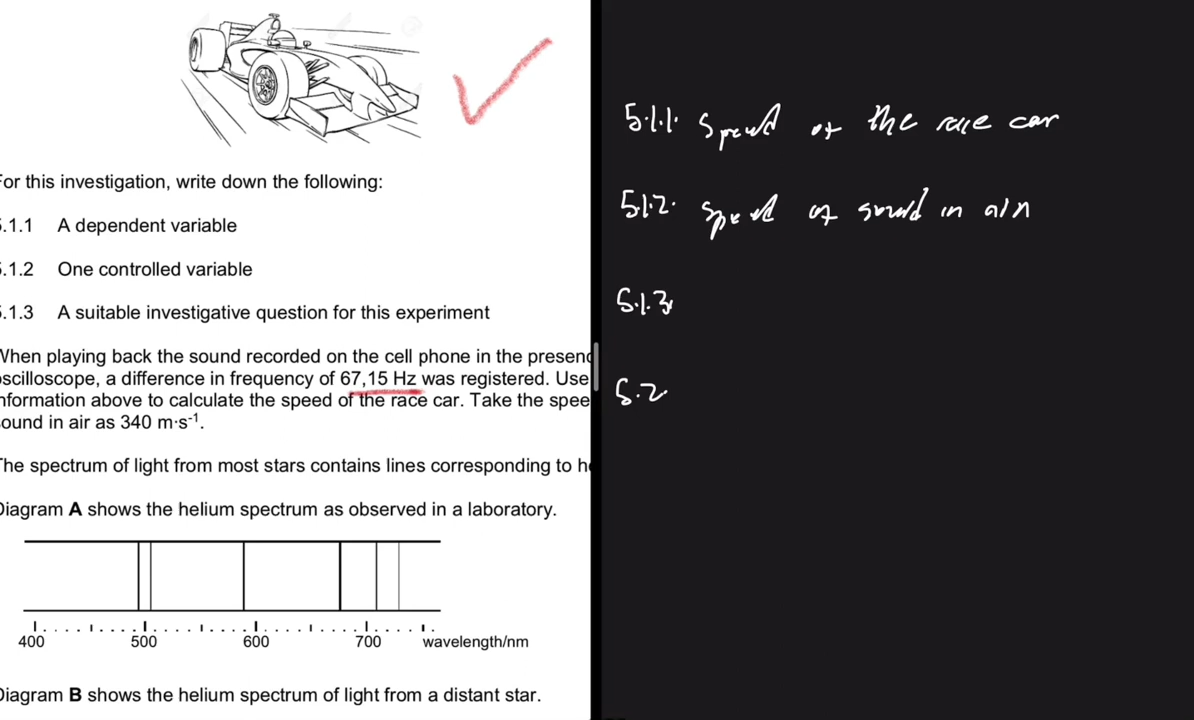 For this investigation, write down the following:
5.1.1 A dependent variable
5.1.2 One controlled variable
5.1.3 A suitable investigative question for this experiment
When playing back the sound recorded on the cell phone in the presenc
oscilloscope, a difference in frequency of 67,15 Hz was registered. Use
nformation above to calculate the speed of the race car. Take the spee
sound in air as 340 m·s⁻¹.
The spectrum of light from most stars contains lines corresponding to he
Diagram A shows the helium spectrum as observed in a laboratory.
400 500 600 700 wavelength/nm
Diagram B shows the helium spectrum of light from a distant star.
5.1.1. Speed of the race car
5.1.2. Speed of sound in air
5.1.3.
5.2.